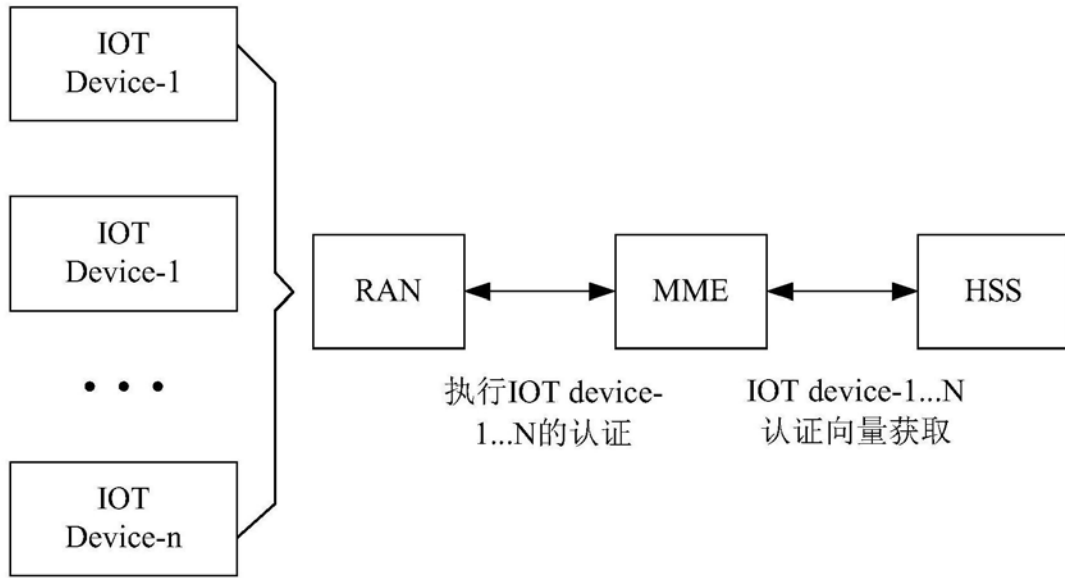 IOT
Device-1
IOT
Device-1
• • •
IOT
Device-n
RAN
MME
HSS
执行IOT device-
1...N的认证
IOT device-1...N
认证向量获取